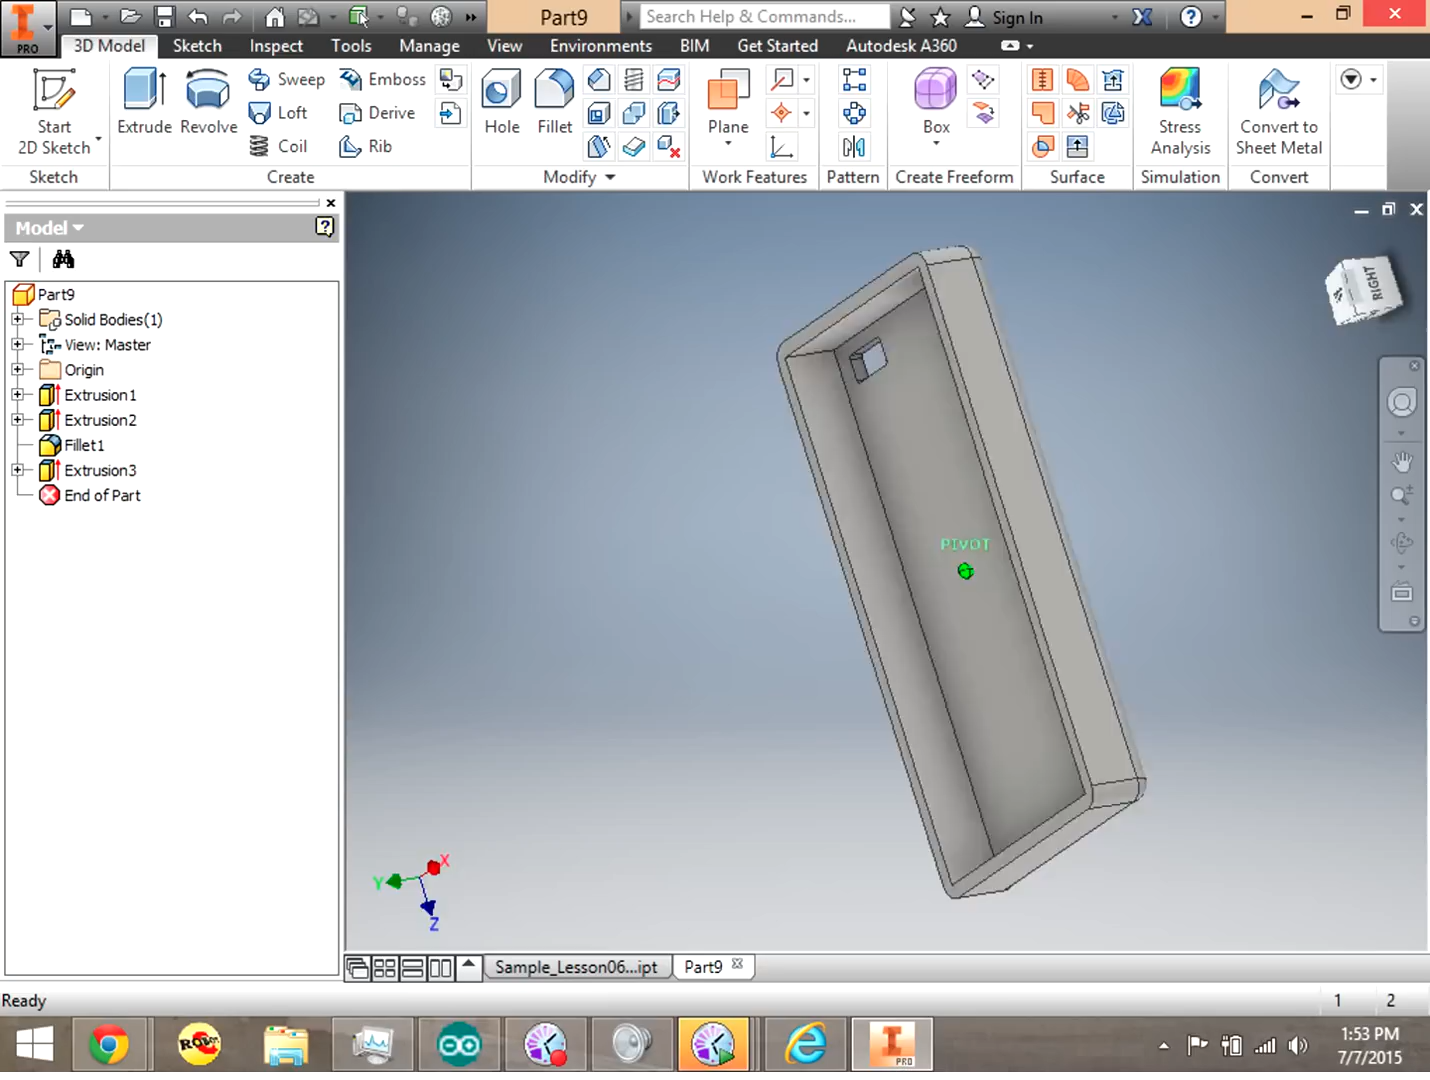 Part9
Search Help & Commands...
Sign In
PRO
3D Model
Sketch
Inspect
Tools
Manage
View
Environments
BIM
Get Started
Autodesk A360
Start
2D Sketch
Extrude
Revolve
Sweep
Loft
Coil
Emboss
Derive
Rib
Hole
Fillet
Plane
Box
Stress
Analysis
Convert to
Sheet Metal
Sketch
Create
Modify
Work Features
Pattern
Create Freeform
Surface
Simulation
Convert
Model
Part9
Solid Bodies(1)
View: Master
Origin
Extrusion1
Extrusion2
Fillet1
Extrusion3
End of Part
RIGHT
PIVOT
X
Y
Z
Sample_Lesson06...ipt
Part9
Ready
1
2
PRO
1:53 PM
7/7/2015